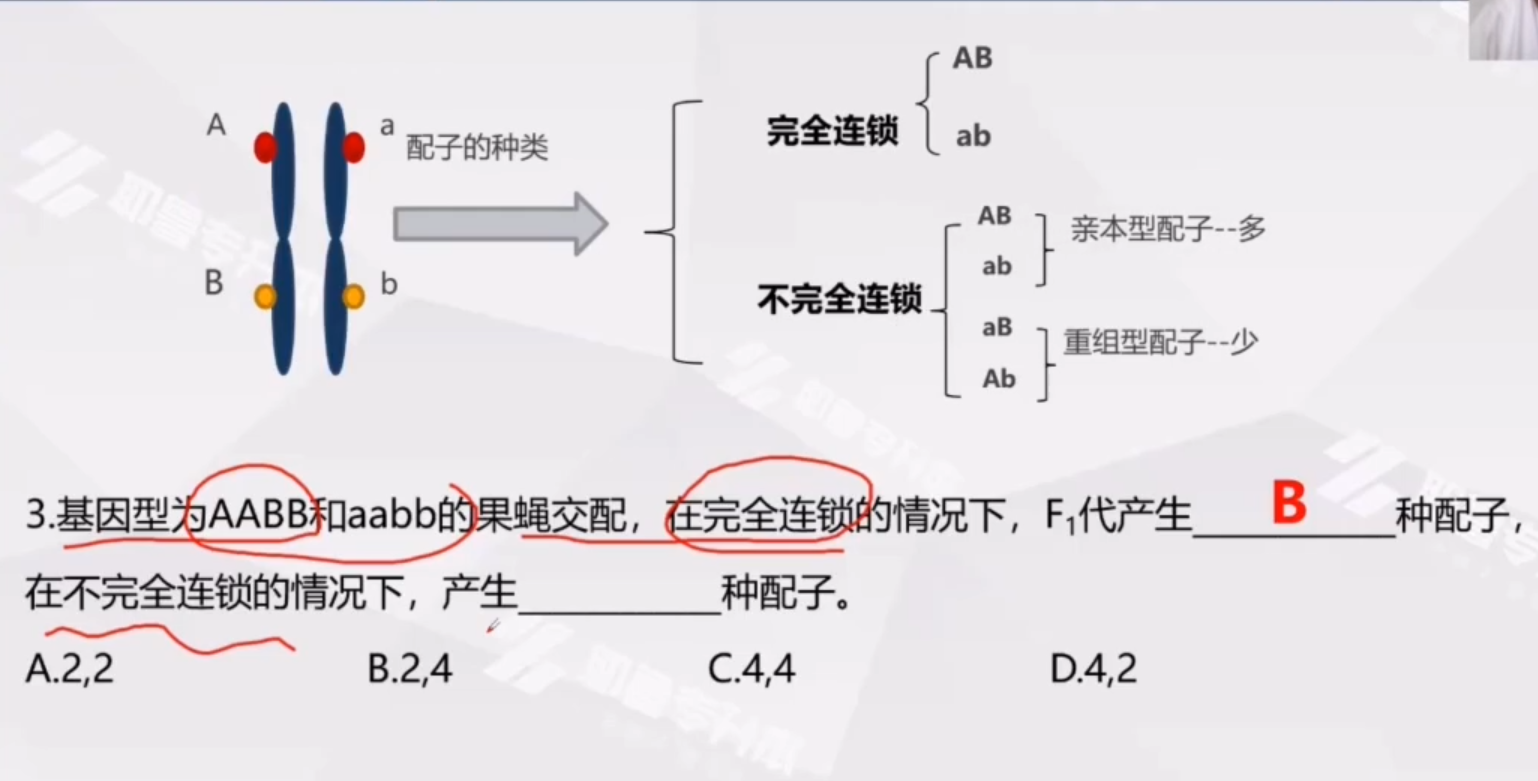 A
a
配子的种类
B
b
完全连锁
AB
ab
不完全连锁
AB
ab
亲本型配子--多
aB
Ab
重组型配子--少
3.基因型为AABB和aabb的果蝇交配，在完全连锁的情况下，F₁代产生 B 种配子，
在不完全连锁的情况下，产生__________种配子。
A.2,2 B.2,4 C.4,4 D.4,2